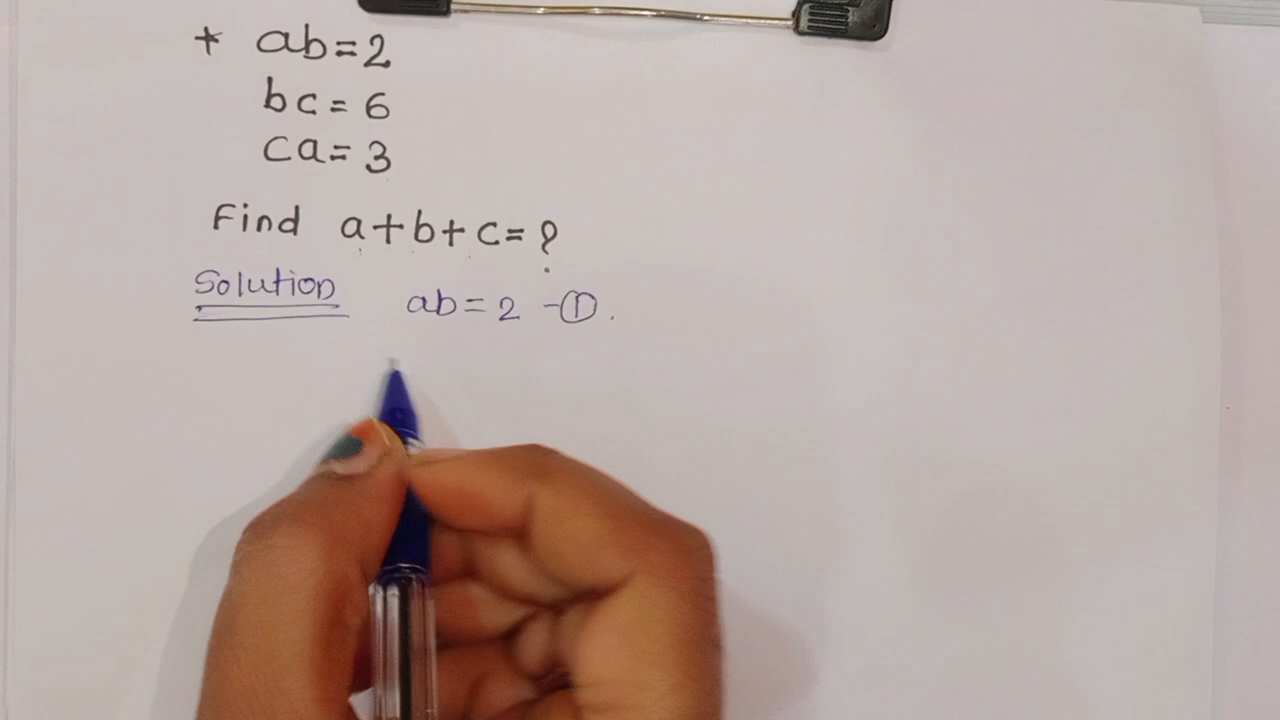 * ab=2
bc=6
ca=3
Find a+b+c=?
Solution ab=2 -①.